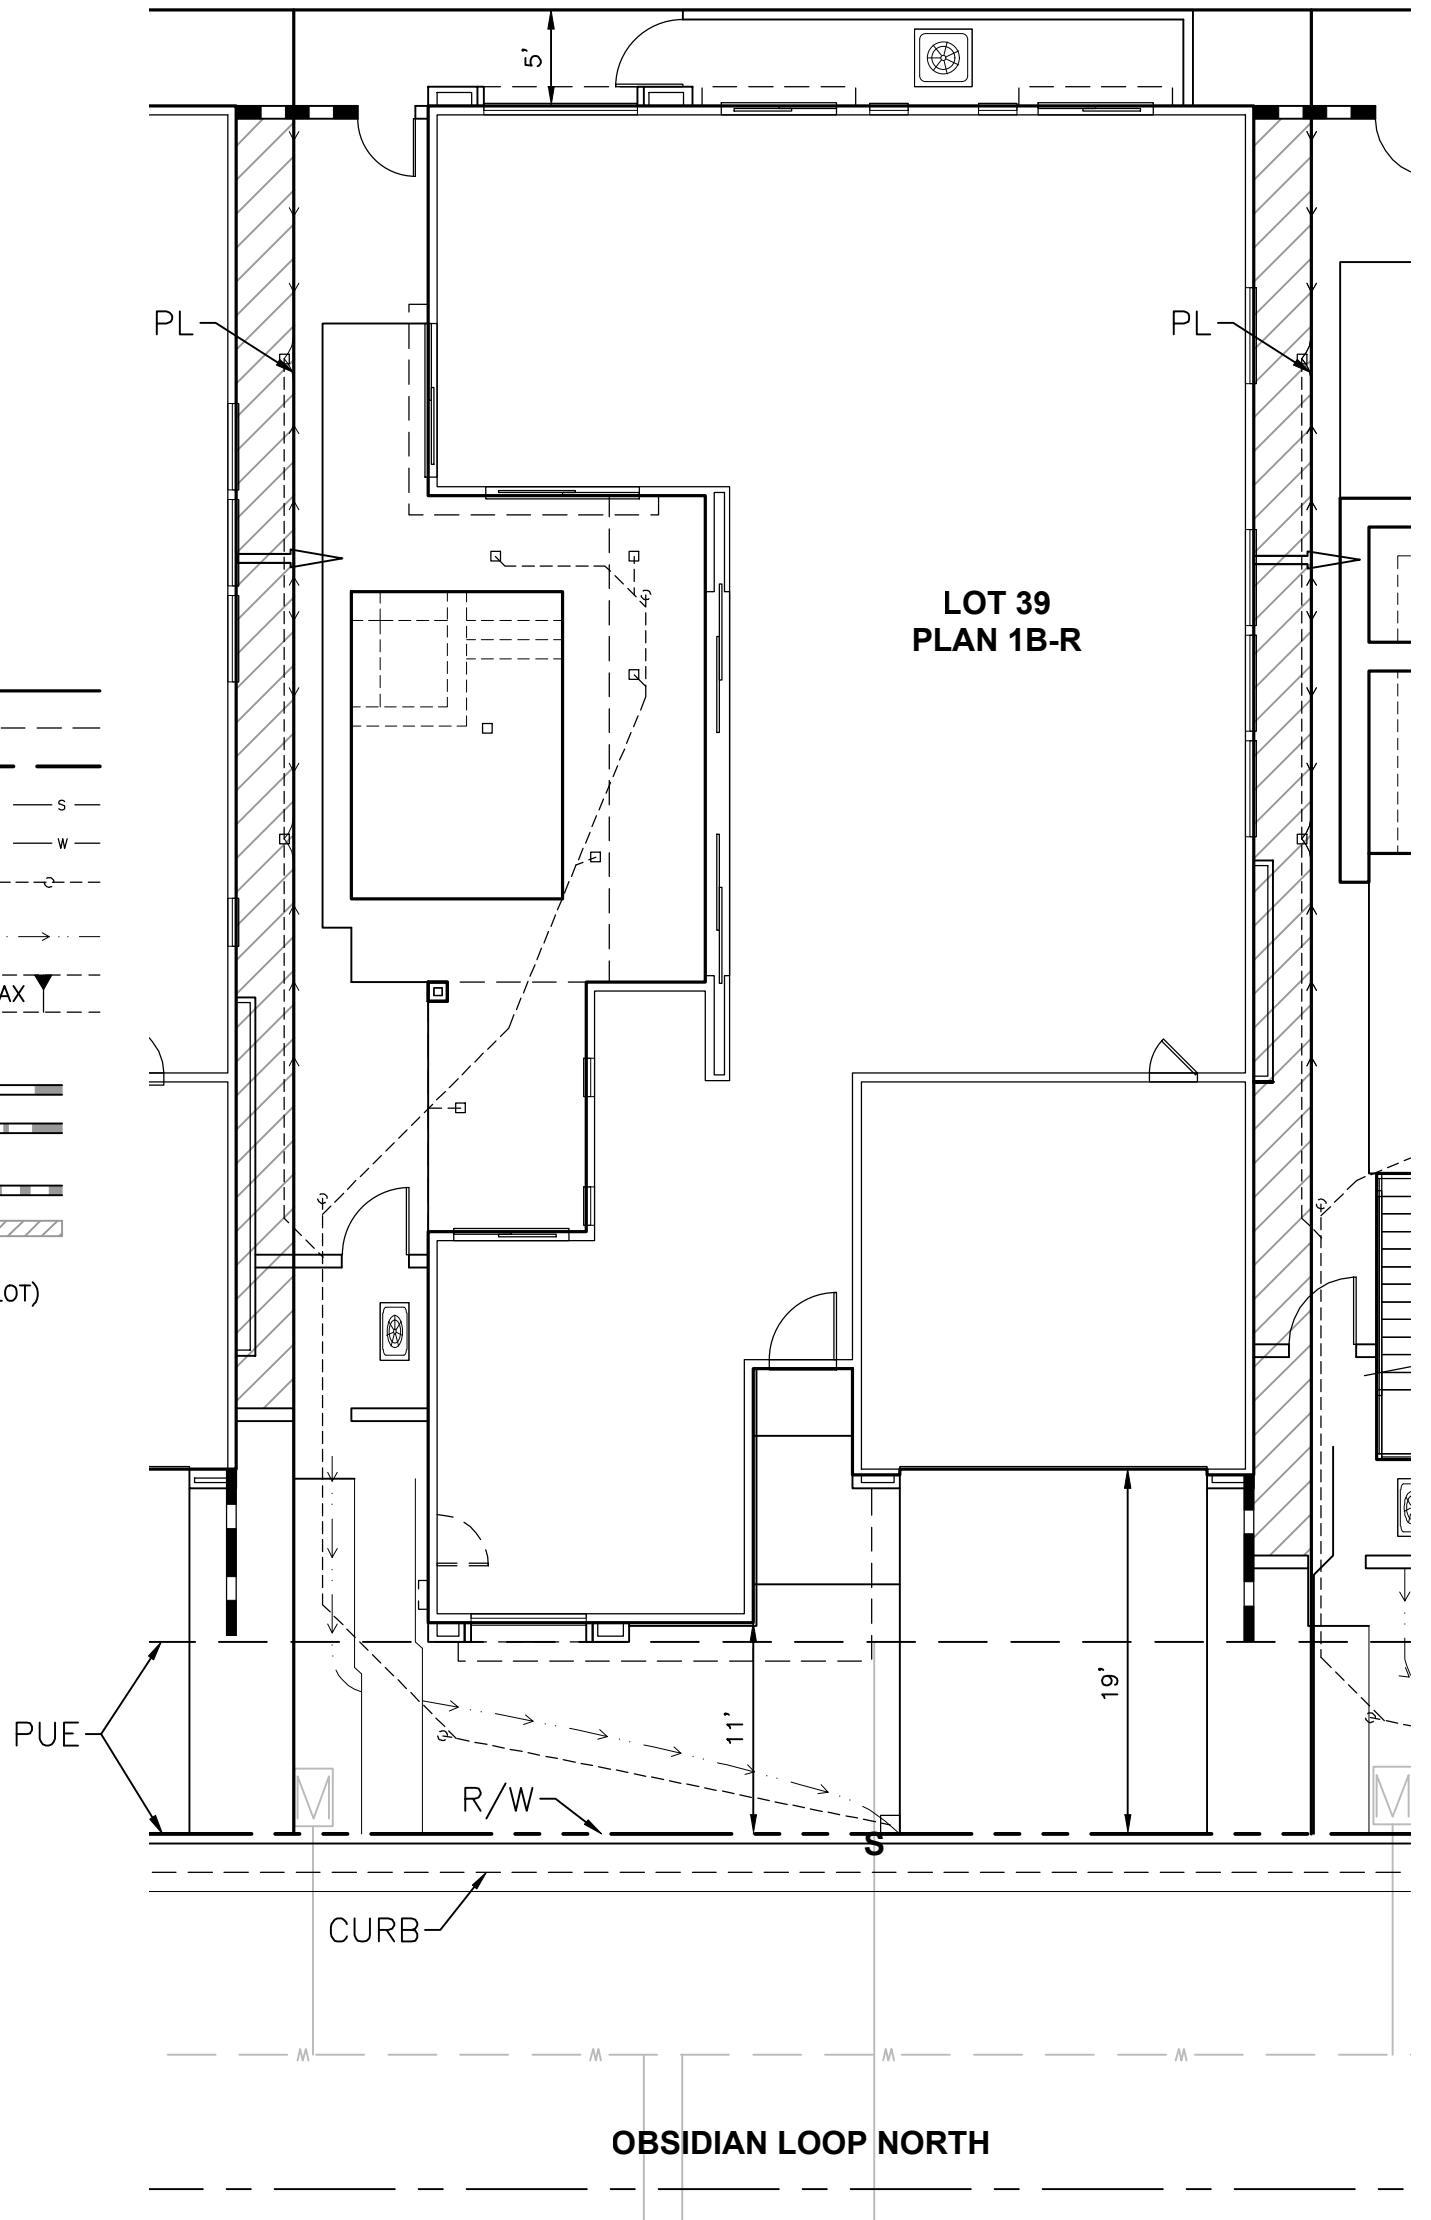 5'
PL
PL
LOT 39
PLAN 1B-R
S
W
AX
LOT)
19'
11'
PUE
R/W
S
CURB
W
W
W
W
OBSIDIAN LOOP NORTH